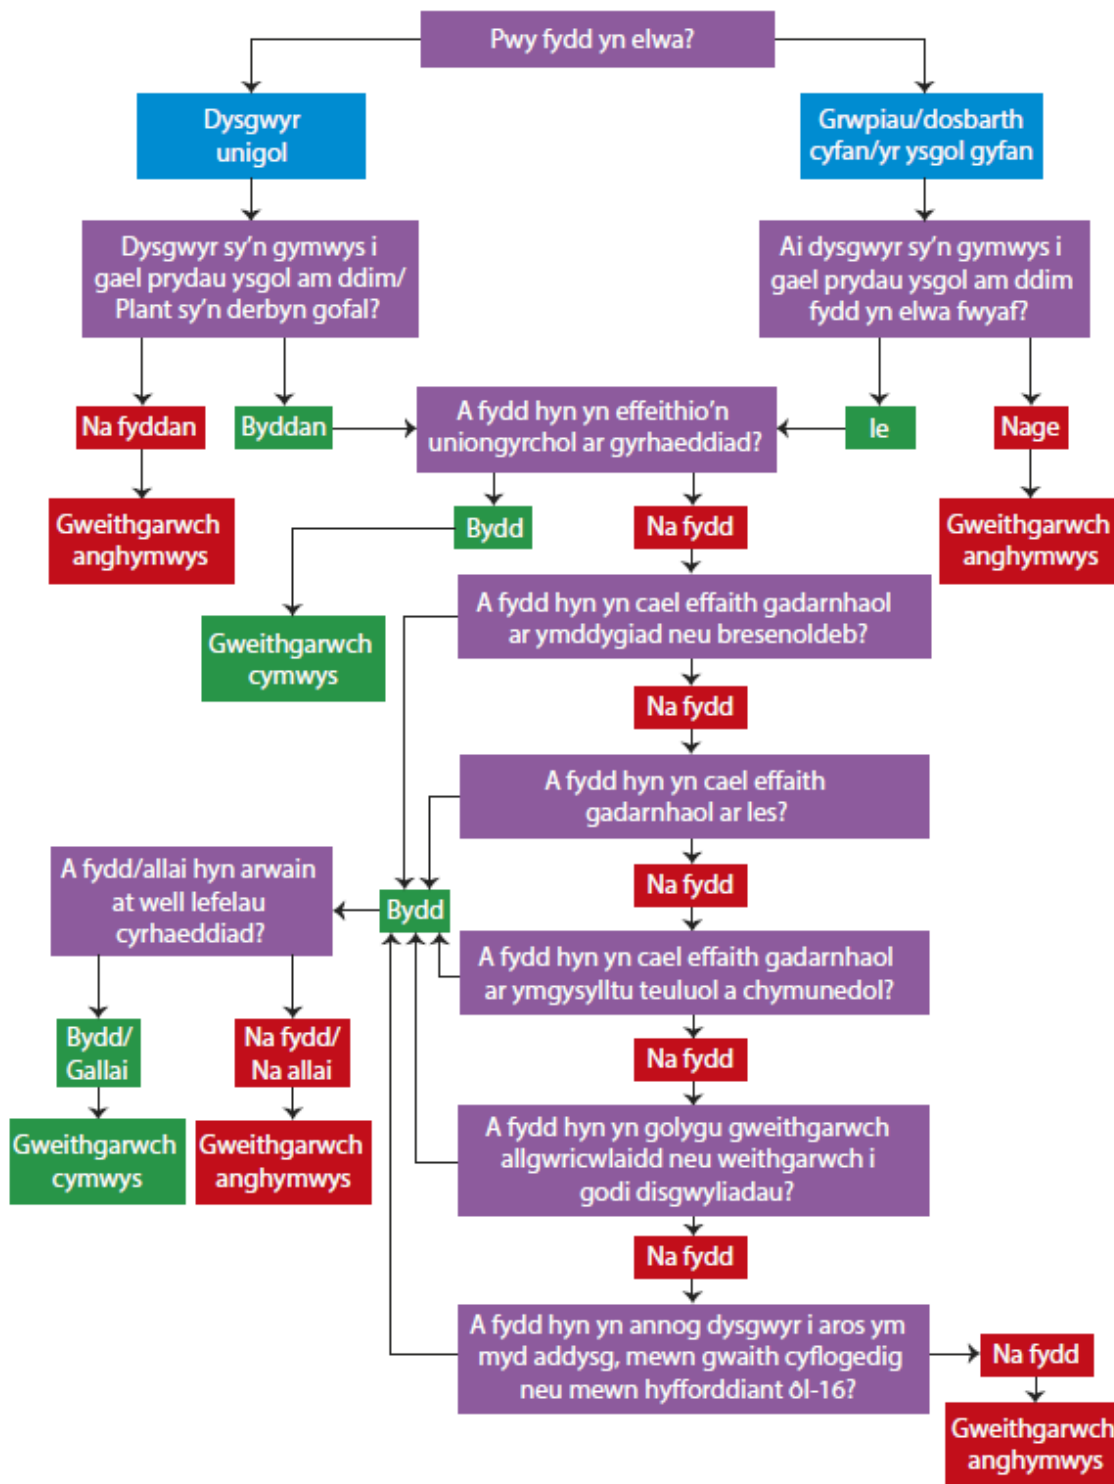 Pwy fydd yn elwa?
Dysgwyr
unigol
Grwpiau/dosbarth
cyfan/yr ysgol gyfan
Dysgwyr sy’n gymwys i
gael prydau ysgol am ddim/
Plant sy’n derbyn gofal?
Ai dysgwyr sy’n gymwys i
gael prydau ysgol am ddim
fydd yn elwa fwyaf?
Na fyddan
Byddan
A fydd hyn yn effeithio’n
uniongyrchol ar gyrhaeddiad?
Ie
Nage
Gweithgarwch
anghymwys
Bydd
Na fydd
Gweithgarwch
anghymwys
Gweithgarwch
cymwys
A fydd hyn yn cael effaith gadarnhaol
ar ymddygiad neu bresenoldeb?
Na fydd
A fydd hyn yn cael effaith
gadarnhaol ar les?
Na fydd
A fydd/allai hyn arwain
at well lefelau
cyrhaeddiad?
Bydd
A fydd hyn yn cael effaith gadarnhaol
ar ymgysylltu teuluol a chymunedol?
Bydd/
Gallai
Na fydd/
Na allai
Na fydd
Gweithgarwch
cymwys
Gweithgarwch
anghymwys
A fydd hyn yn golygu gweithgarwch
allgwricwlaidd neu weithgarwch i
godi disgwyliadau?
Na fydd
A fydd hyn yn annog dysgwyr i aros ym
myd addysg, mewn gwaith cyflogedig
neu mewn hyfforddiant ôl-16?
Na fydd
Gweithgarwch
anghymwys